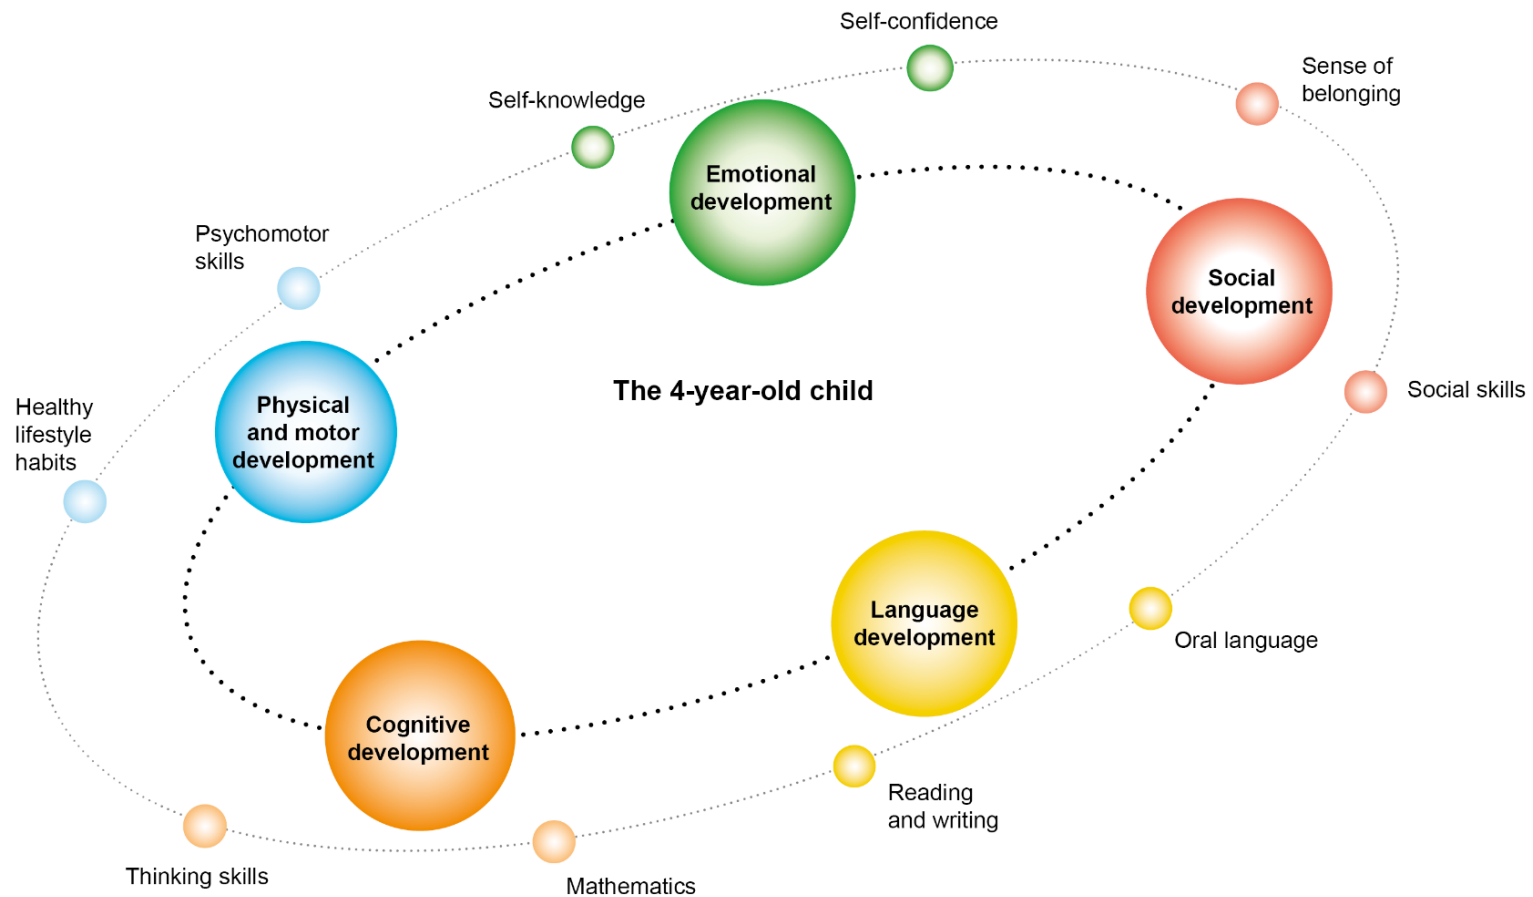 Self-confidence
Sense of
belonging
Self-knowledge
Emotional
development
Psychomotor
skills
Social
development
The 4-year-old child
Social skills
Physical
and motor
development
Healthy
lifestyle
habits
Language
development
Oral language
Cognitive
development
Reading
and writing
Thinking skills
Mathematics